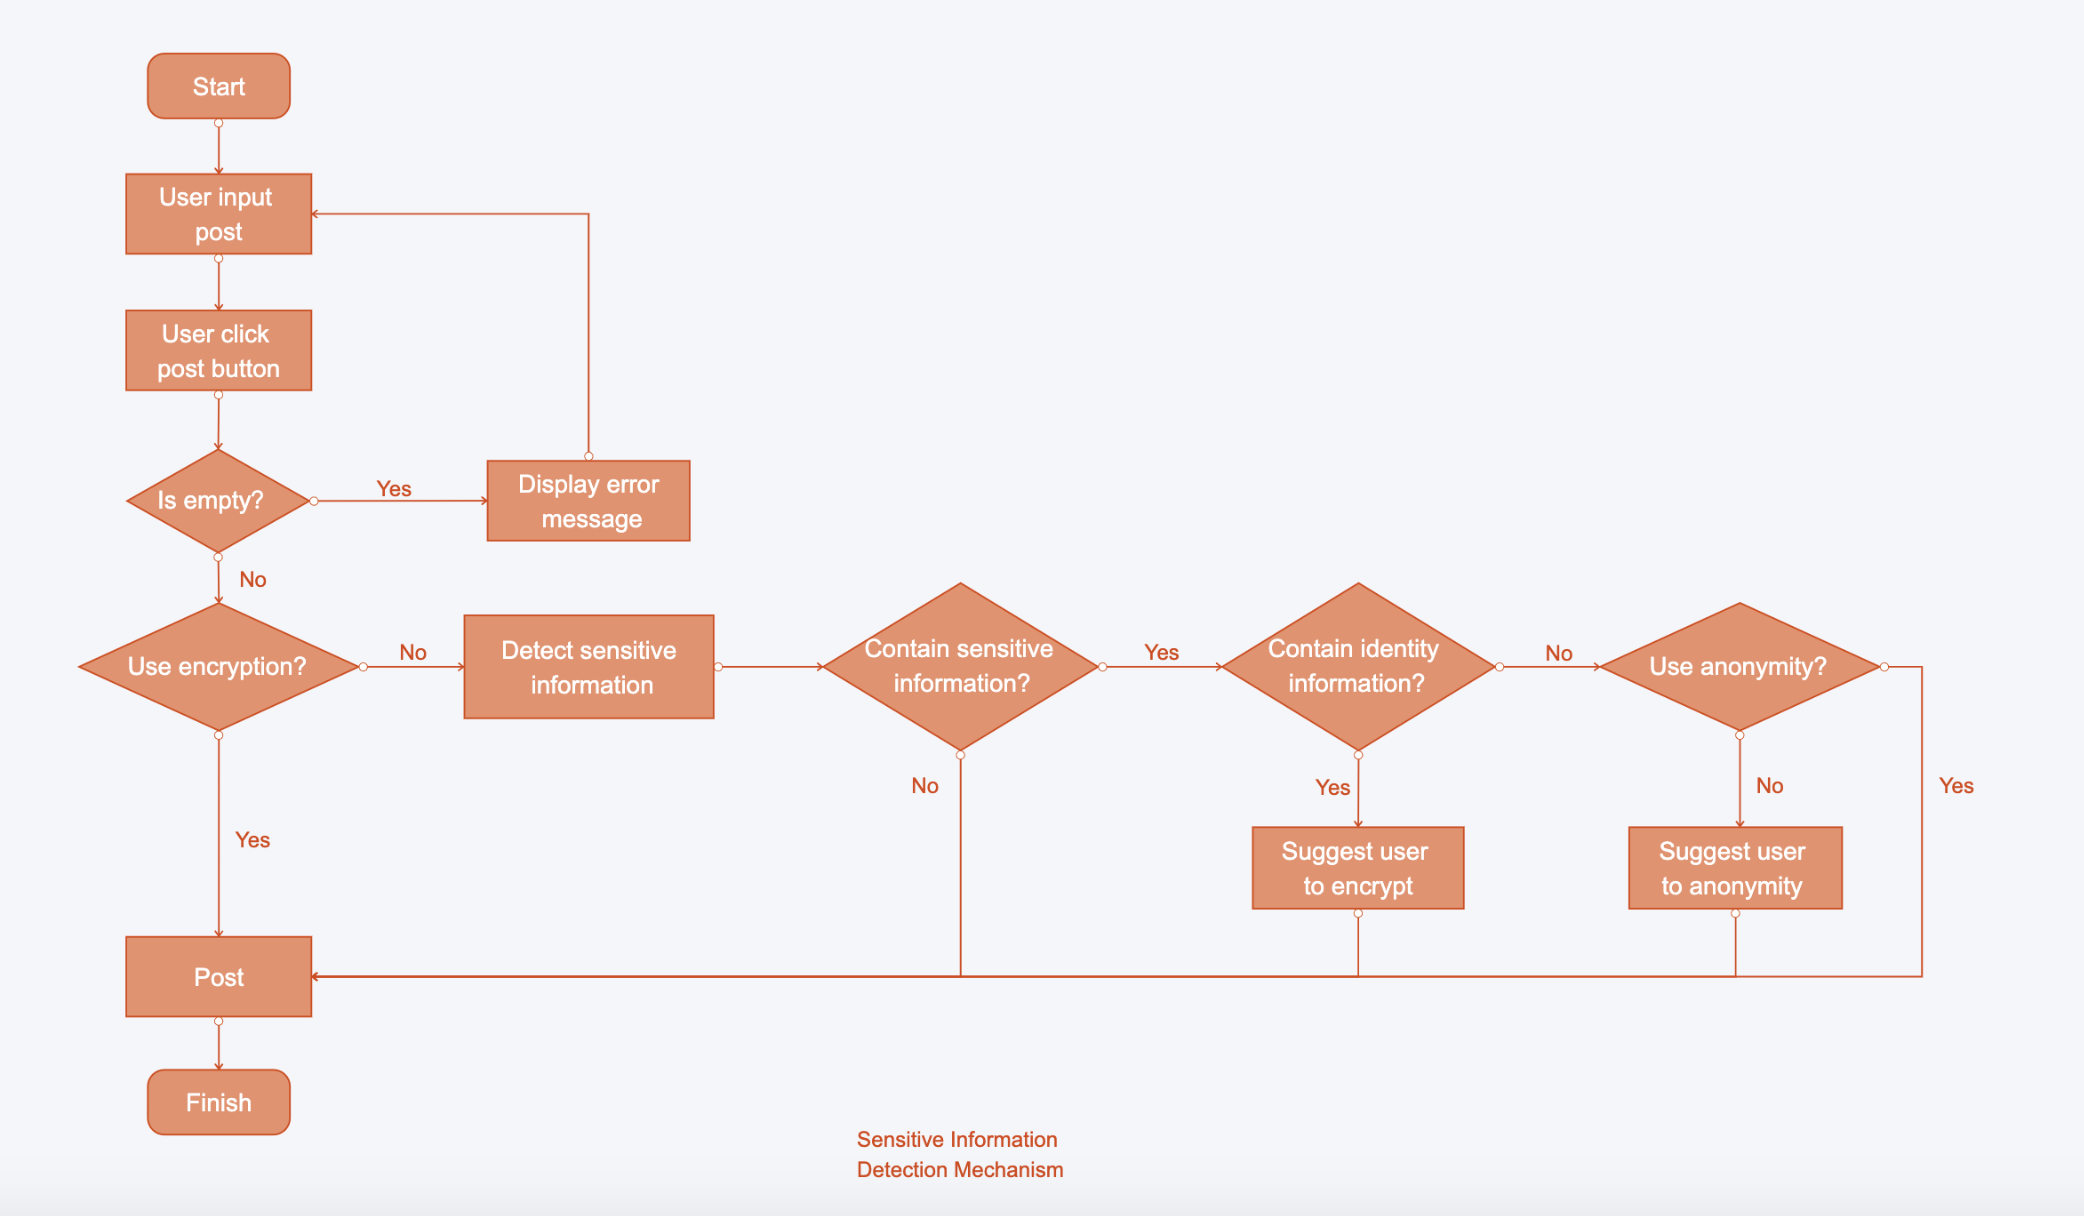 Start
User input
post
User click
post button
Is empty?
Yes
Display error
message
No
Use encryption?
No
Detect sensitive
information
Contain sensitive
information?
Yes
Contain identity
information?
No
Use anonymity?
No
Yes
No
Yes
Yes
Suggest user
to encrypt
Suggest user
to anonymity
Post
Finish
Sensitive Information
Detection Mechanism